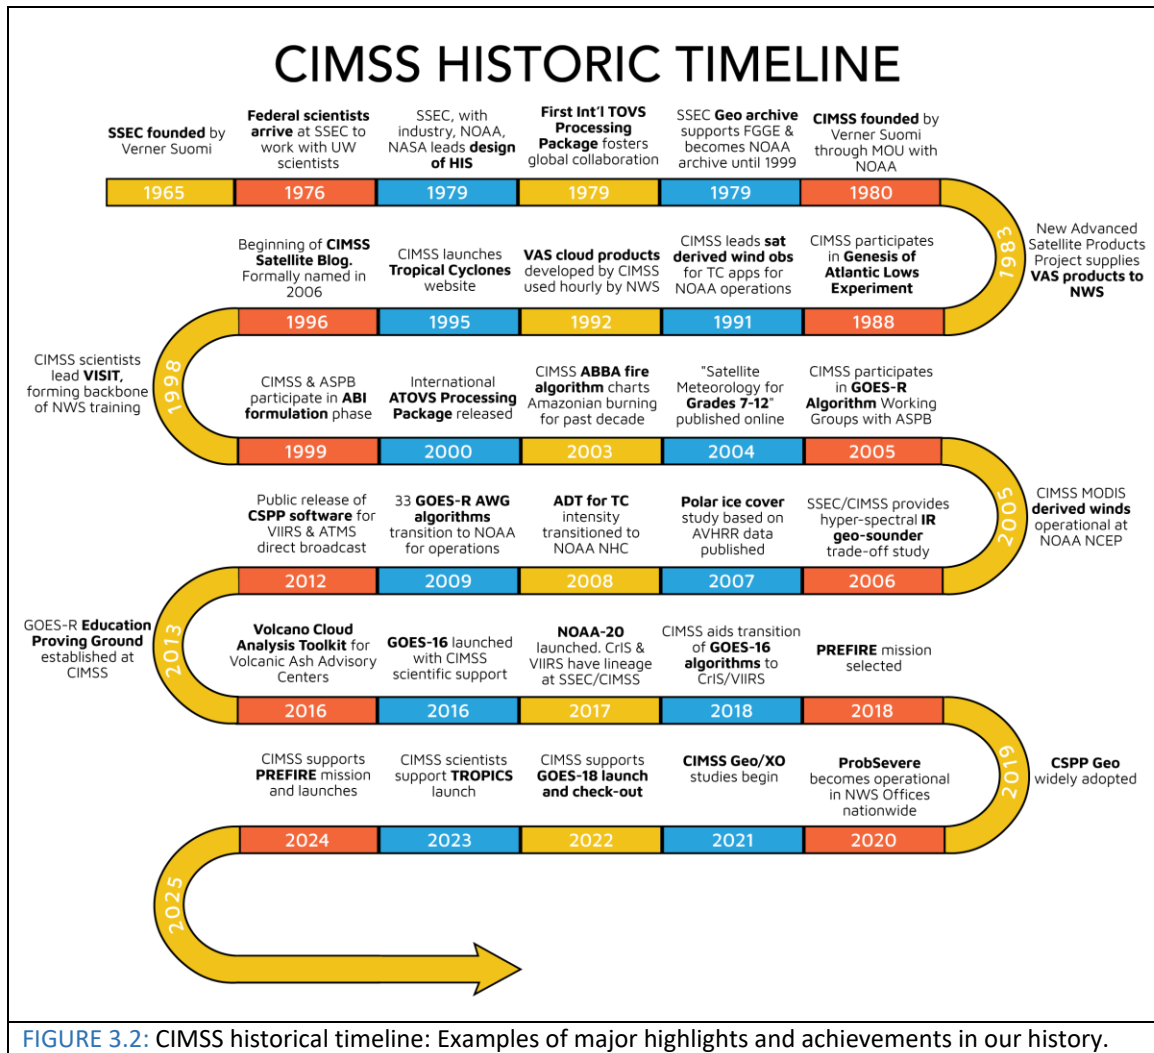 CIMSS HISTORIC TIMELINE
SSEC founded by
Verner Suomi
1965
Federal scientists
arrive at SSEC to
work with UW
scientists
1976
SSEC, with
industry, NOAA,
NASA leads design
of HIS
1979
First Int'l TOVS
Processing
Package fosters
global collaboration
1979
SSEC Geo archive
supports FGGE &
becomes NOAA
archive until 1999
1979
CIMSS founded by
Verner Suomi
through MOU with
NOAA
1980
1983
New Advanced
Satellite Products
Project supplies
VAS products to
NWS
Beginning of CIMSS
Satellite Blog.
Formally named in
2006
1996
CIMSS launches
Tropical Cyclones
website
1995
VAS cloud products
developed by CIMSS
used hourly by NWS
1992
CIMSS leads sat
derived wind obs
for TC apps for
NOAA operations
1991
CIMSS participates
in Genesis of
Atlantic Lows
Experiment
1988
CIMSS scientists
lead VISIT,
forming backbone
of NWS training
1998
CIMSS & ASPB
participate in ABI
formulation phase
1999
International
ATOVS Processing
Package released
2000
CIMSS ABBA fire
algorithm charts
Amazonian burning
for past decade
2003
"Satellite
Meteorology for
Grades 7-12"
published online
2004
CIMSS participates
in GOES-R
Algorithm Working
Groups with ASPB
2005
2005
CIMSS MODIS
derived winds
operational at
NOAA NCEP
Public release of
CSPP software for
VIIRS & ATMS
direct broadcast
2012
33 GOES-R AWG
algorithms
transition to NOAA
for operations
2009
ADT for TC
intensity
transitioned to
NOAA NHC
2008
Polar ice cover
study based on
AVHRR data
published
2007
SSEC/CIMSS provides
hyper-spectral IR
geo-sounder
trade-off study
2006
GOES-R Education
Proving Ground
established at
CIMSS
2013
Volcano Cloud
Analysis Toolkit for
Volcanic Ash Advisory
Centers
2016
GOES-16 launched
with CIMSS
scientific support
2016
NOAA-20
launched. CrIS &
VIIRS have lineage
at SSEC/CIMSS
2017
CIMSS aids transition
of GOES-16
algorithms to
CrIS/VIIRS
2018
PREFIRE mission
selected
2018
2019
CSPP Geo
widely adopted
CIMSS supports
PREFIRE mission
and launches
2024
CIMSS scientists
support TROPICS
launch
2023
CIMSS supports
GOES-18 launch
and check-out
2022
CIMSS Geo/XO
studies begin
2021
ProbSevere
becomes operational
in NWS Offices
nationwide
2020
2025
FIGURE 3.2: CIMSS historical timeline: Examples of major highlights and achievements in our history.